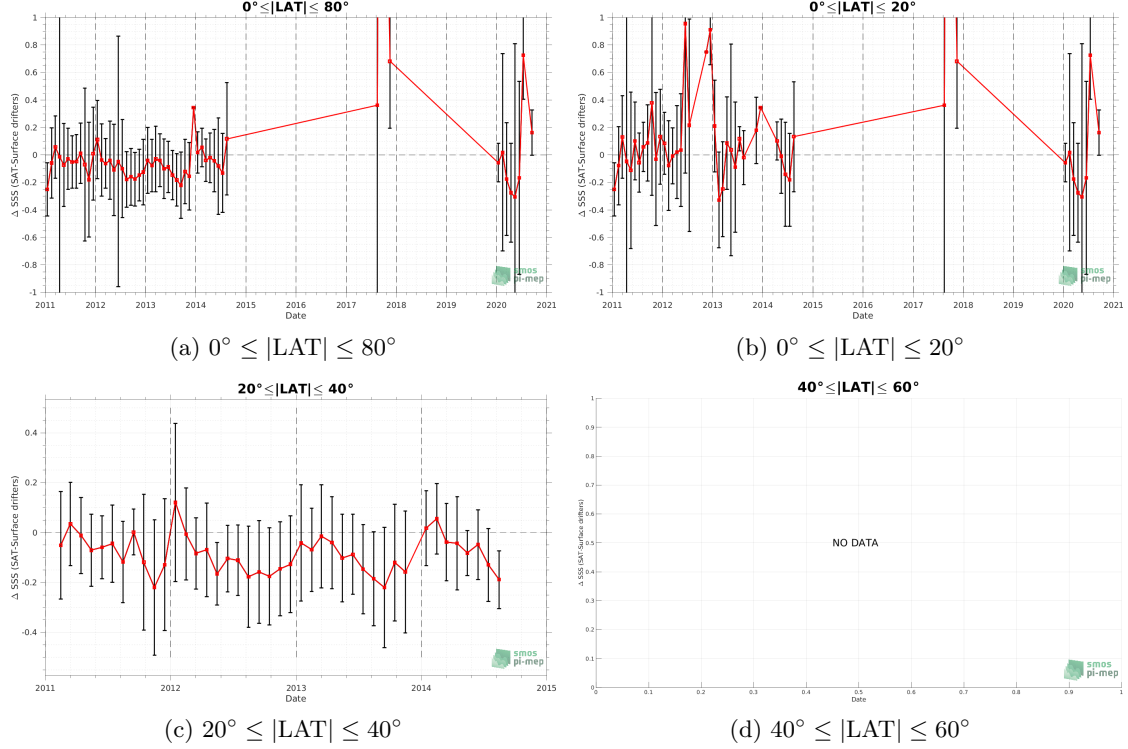 0°≤|LAT|≤ 80°
1
0.8
0.6
0.4
0.2
0
-0.2
-0.4
-0.6
-0.8
-1
Δ SSS (SAT-Surface drifters)
2011 2012 2013 2014 2015 2016 2017 2018 2019 2020 2021
Date
smos
pi-mep
(a) 0° ≤ |LAT| ≤ 80°
0°≤|LAT|≤ 20°
1
0.8
0.6
0.4
0.2
0
-0.2
-0.4
-0.6
-0.8
-1
Δ SSS (SAT-Surface drifters)
2011 2012 2013 2014 2015 2016 2017 2018 2019 2020 2021
Date
smos
pi-mep
(b) 0° ≤ |LAT| ≤ 20°
20°≤|LAT|≤ 40°
0.4
0.2
0
-0.2
-0.4
Δ SSS (SAT-Surface drifters)
2011 2012 2013 2014 2015
Date
smos
pi-mep
(c) 20° ≤ |LAT| ≤ 40°
40°≤|LAT|≤ 60°
1
0.9
0.8
0.7
0.6
0.5
0.4
0.3
0.2
0.1
0
Δ SSS (SAT-Surface drifters)
NO DATA
0 0.1 0.2 0.3 0.4 0.5 0.6 0.7 0.8 0.9 1
Date
smos
pi-mep
(d) 40° ≤ |LAT| ≤ 60°